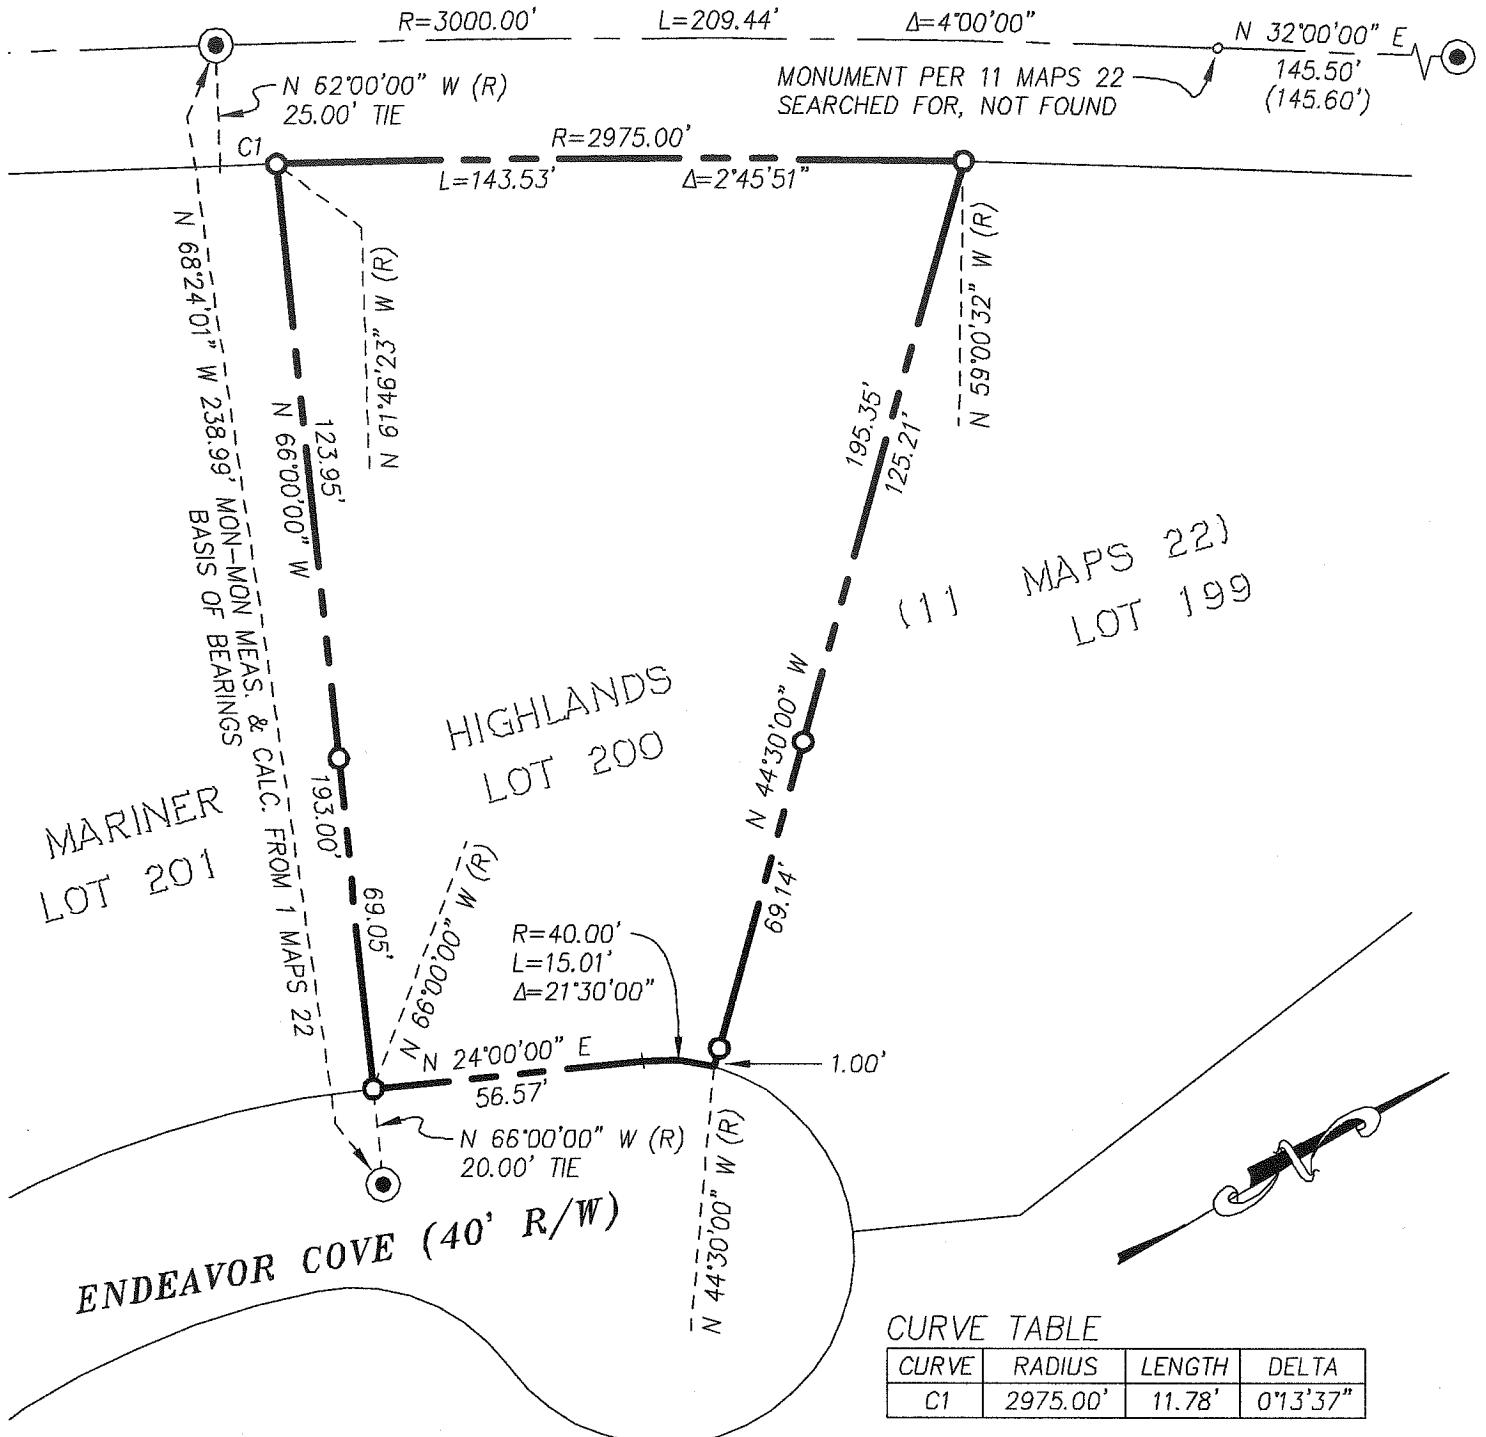 R=3000.00' L=209.44' Δ=4°00'00"
N 32°00'00" E
145.50'
(145.60')
MONUMENT PER 11 MAPS 22
SEARCHED FOR, NOT FOUND
N 62°00'00" W (R)
25.00' TIE
C1
R=2975.00'
L=143.53' Δ=2°45'51"
N 61°46'23" W (R)
N 59°00'32" W (R)
N 68°24'01" W 238.99' MON-MON MEAS. & CALC. FROM 1 MAPS 22
BASIS OF BEARINGS
123.95'
N 66°00'00" W
193.00'
69.05'
195.35'
125.21'
N 44°30'00" W
69.14'
(11 MAPS 22)
LOT 199
HIGHLANDS
LOT 200
MARINER
LOT 201
N 66°00'00" W (R)
R=40.00'
L=15.01'
Δ=21°30'00"
N 24°00'00" E
56.57'
1.00'
N 66°00'00" W (R)
20.00' TIE
N 44°30'00" W (R)
ENDEAVOR COVE (40' R/W)
N
CURVE TABLE
CURVE RADIUS LENGTH DELTA
C1 2975.00' 11.78' 0°13'37"